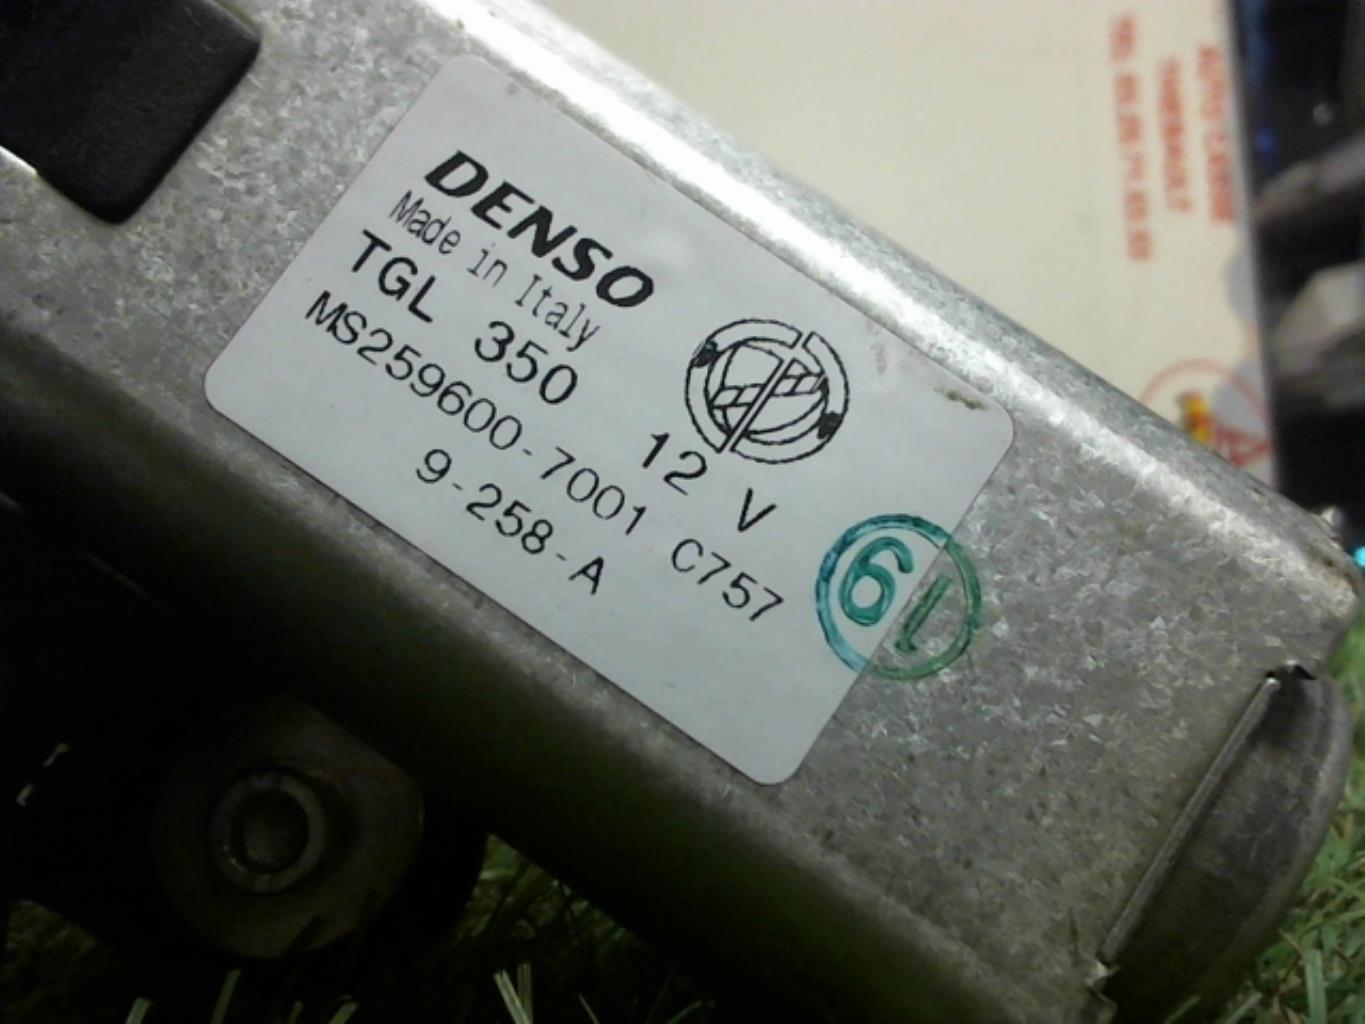 DENSO
Made in Italy
TGL 350 12 V
MS259600-7001 C757
9-258-A
61